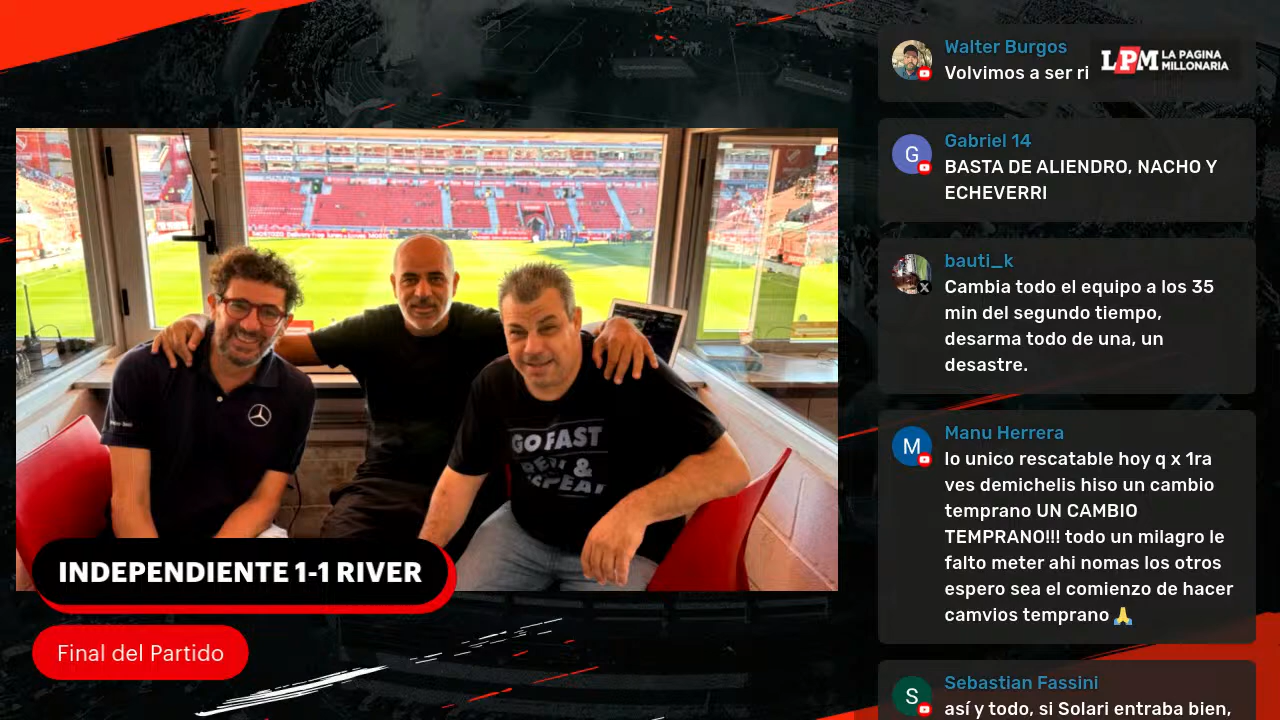 Walter Burgos
Volvimos a ser ri
LPM LA PAGINA
MILLONARIA
G
Gabriel 14
BASTA DE ALIENDRO, NACHO Y
ECHEVERRI
bauti_k
Cambia todo el equipo a los 35
min del segundo tiempo,
desarma todo de una, un
desastre.
M
Manu Herrera
lo unico rescatable hoy q x 1ra
ves demichelis hiso un cambio
temprano UN CAMBIO
TEMPRANO!!! todo un milagro le
falto meter ahi nomas los otros
espero sea el comienzo de hacer
camvios temprano 🙏
S
Sebastian Fassini
así y todo, si Solari entraba bien,
GO FAST
& 
INDEPENDIENTE 1-1 RIVER
Final del Partido